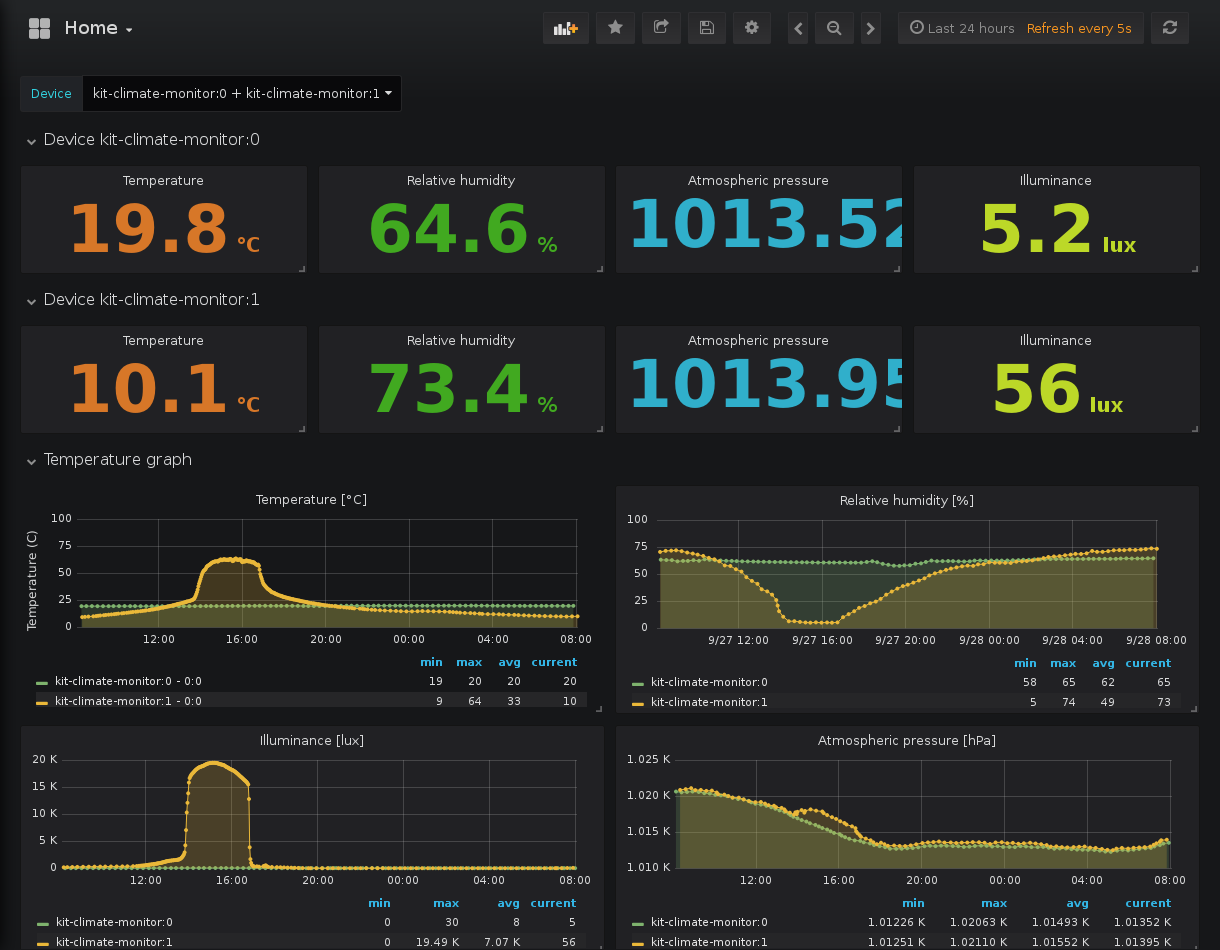 Home
Last 24 hours Refresh every 5s
Device kit-climate-monitor:0 + kit-climate-monitor:1
Device kit-climate-monitor:0
Temperature Relative humidity Atmospheric pressure Illuminance
19.8 °C 64.6 % 1013.52 5.2 lux
Device kit-climate-monitor:1
Temperature Relative humidity Atmospheric pressure Illuminance
10.1 °C 73.4 % 1013.95 56 lux
Temperature graph
Temperature [°C]
Temperature (C)
100
75
50
25
0
12:00 16:00 20:00 00:00 04:00 08:00
min max avg current
kit-climate-monitor:0 - 0:0 19 20 20 20
kit-climate-monitor:1 - 0:0 9 64 33 10
Relative humidity [%]
100
75
50
25
0
9/27 12:00 9/27 16:00 9/27 20:00 9/28 00:00 9/28 04:00 9/28 08:00
min max avg current
kit-climate-monitor:0 58 65 62 65
kit-climate-monitor:1 5 74 49 73
Illuminance [lux]
20 K
15 K
10 K
5 K
0
12:00 16:00 20:00 00:00 04:00 08:00
min max avg current
kit-climate-monitor:0 0 30 8 5
kit-climate-monitor:1 0 19.49 K 7.07 K 56
Atmospheric pressure [hPa]
1.025 K
1.020 K
1.015 K
1.010 K
12:00 16:00 20:00 00:00 04:00 08:00
min max avg current
kit-climate-monitor:0 1.01226 K 1.02063 K 1.01493 K 1.01352 K
kit-climate-monitor:1 1.01251 K 1.02110 K 1.01552 K 1.01395 K